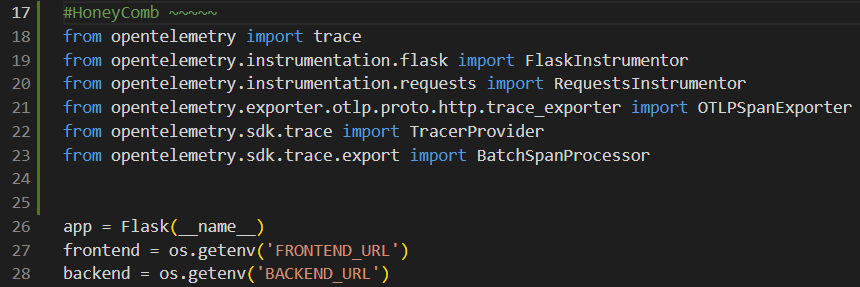 17 #HoneyComb ~~~~~
18 from opentelemetry import trace
19 from opentelemetry.instrumentation.flask import FlaskInstrumentor
20 from opentelemetry.instrumentation.requests import RequestsInstrumentor
21 from opentelemetry.exporter.otlp.proto.http.trace_exporter import OTLPSpanExporter
22 from opentelemetry.sdk.trace import TracerProvider
23 from opentelemetry.sdk.trace.export import BatchSpanProcessor
24
25
26 app = Flask(__name__)
27 frontend = os.getenv('FRONTEND_URL')
28 backend = os.getenv('BACKEND_URL')